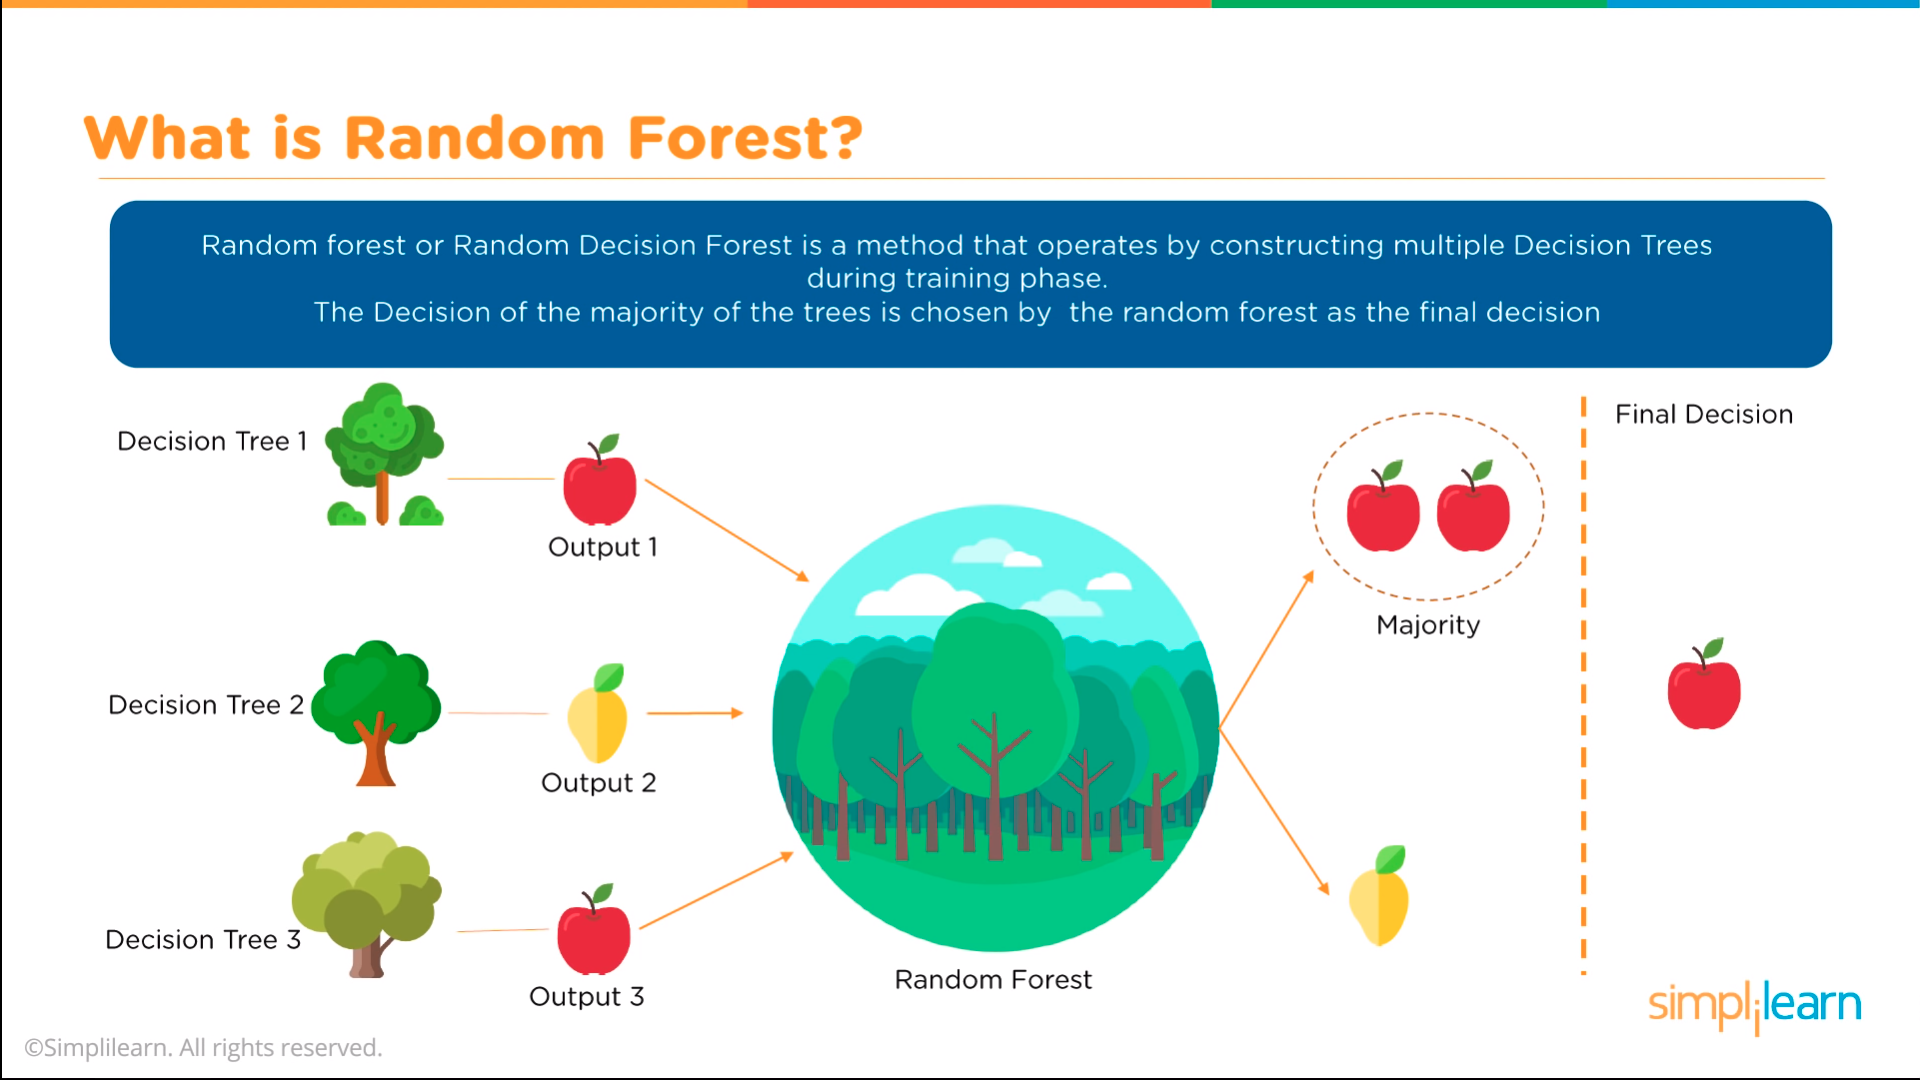 What is Random Forest?
Random forest or Random Decision Forest is a method that operates by constructing multiple Decision Trees
during training phase.
The Decision of the majority of the trees is chosen by  the random forest as the final decision
Decision Tree 1
Output 1
Decision Tree 2
Output 2
Decision Tree 3
Output 3
Random Forest
Majority
Final Decision
simplilearn
©Simplilearn. All rights reserved.